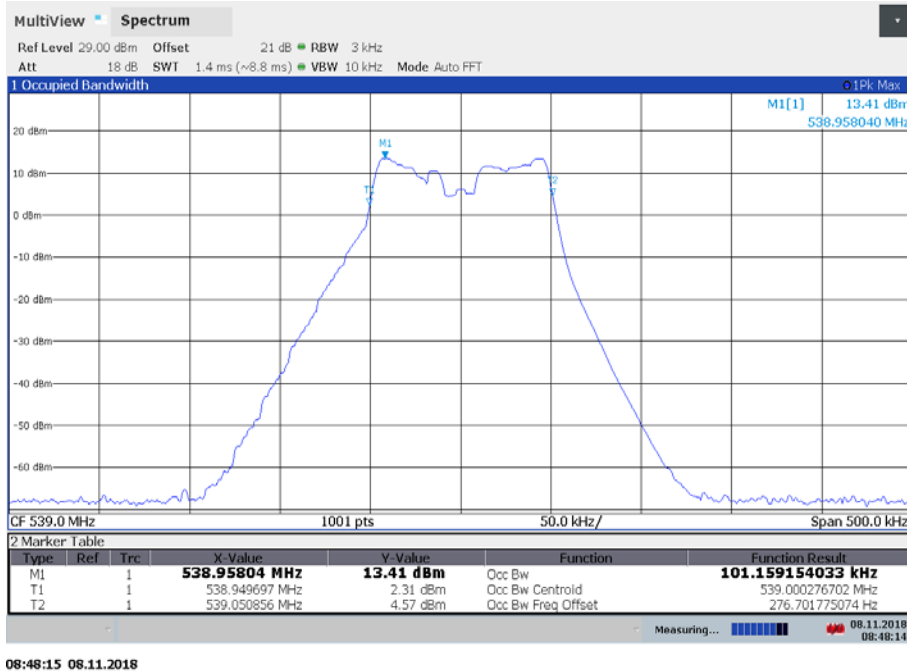 MultiView Spectrum
Ref Level 29.00 dBm Offset 21 dB RBW 3 kHz
Att 18 dB SWT 1.4 ms (~8.8 ms) VBW 10 kHz Mode Auto FFT
1 Occupied Bandwidth 1Pk Max
M1[1] 13.41 dBm
538.958040 MHz
20 dBm
M1
10 dBm
T1
T2
0 dBm
-10 dBm
-20 dBm
-30 dBm
-40 dBm
-50 dBm
-60 dBm
CF 539.0 MHz 1001 pts 50.0 kHz/ Span 500.0 kHz
2 Marker Table
Type Ref Trc X-Value Y-Value Function Function Result
M1 1 538.95804 MHz 13.41 dBm Occ Bw 101.159154033 kHz
T1 1 538.949697 MHz 2.31 dBm Occ Bw Centroid 539.000276702 MHz
T2 1 539.050856 MHz 4.57 dBm Occ Bw Freq Offset 276.701775074 Hz
Measuring... 08.11.2018
08:48:14
08:48:15 08.11.2018